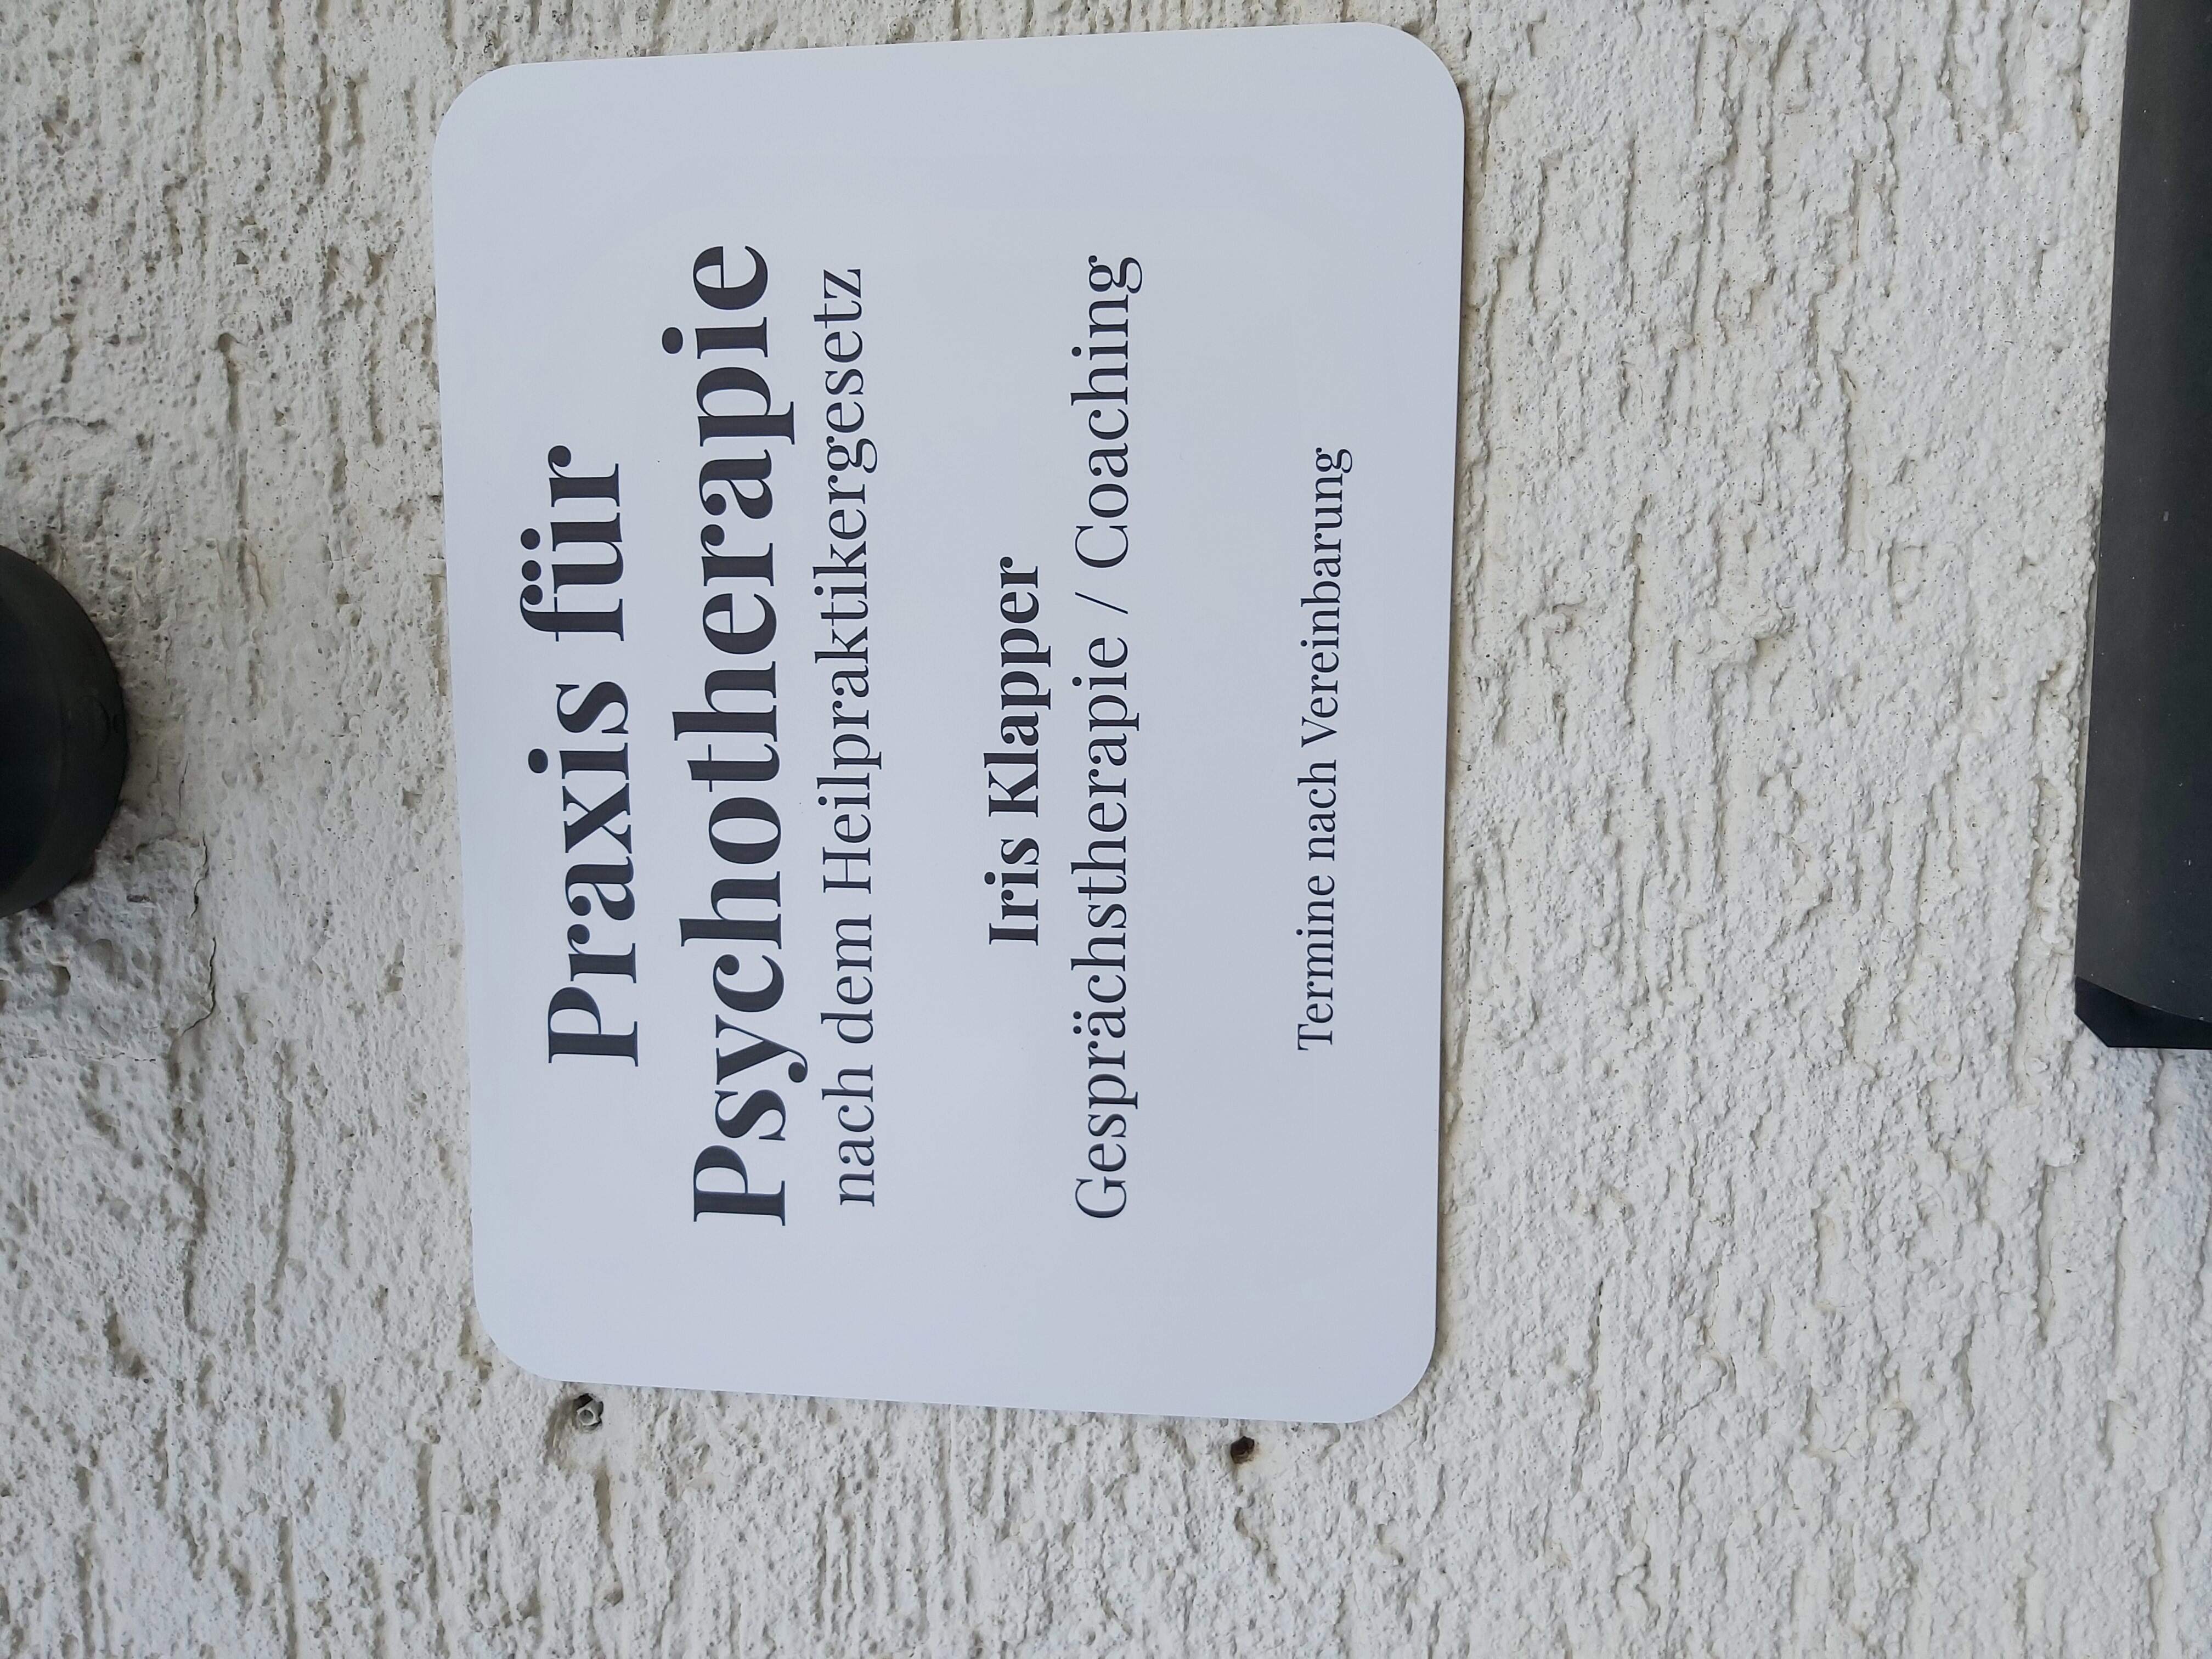 Praxis für
Psychotherapie
nach dem Heilpraktikergesetz
Iris Klapper
Gesprächstherapie / Coaching
Termine nach Vereinbarung